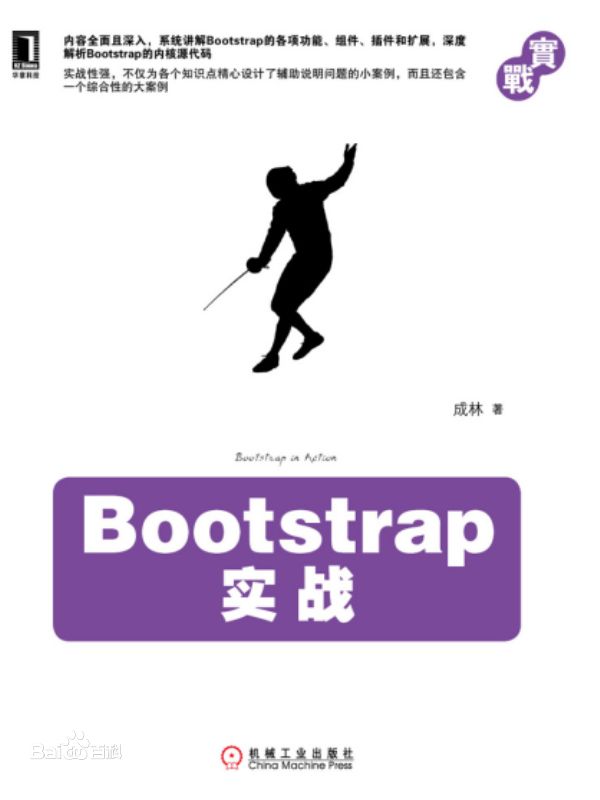 内容全面且深入，系统讲解Bootstrap的各项功能、组件、插件和扩展，深度
解析Bootstrap的内核源代码
实战性强，不仅为各个知识点精心设计了辅助说明问题的小案例，而且还包含
一个综合性的大案例
華章科技
HZ Books
實戰
成林 著
Bootstrap in Action
Bootstrap
实战
Bai百科
机械工业出版社
China Machine Press